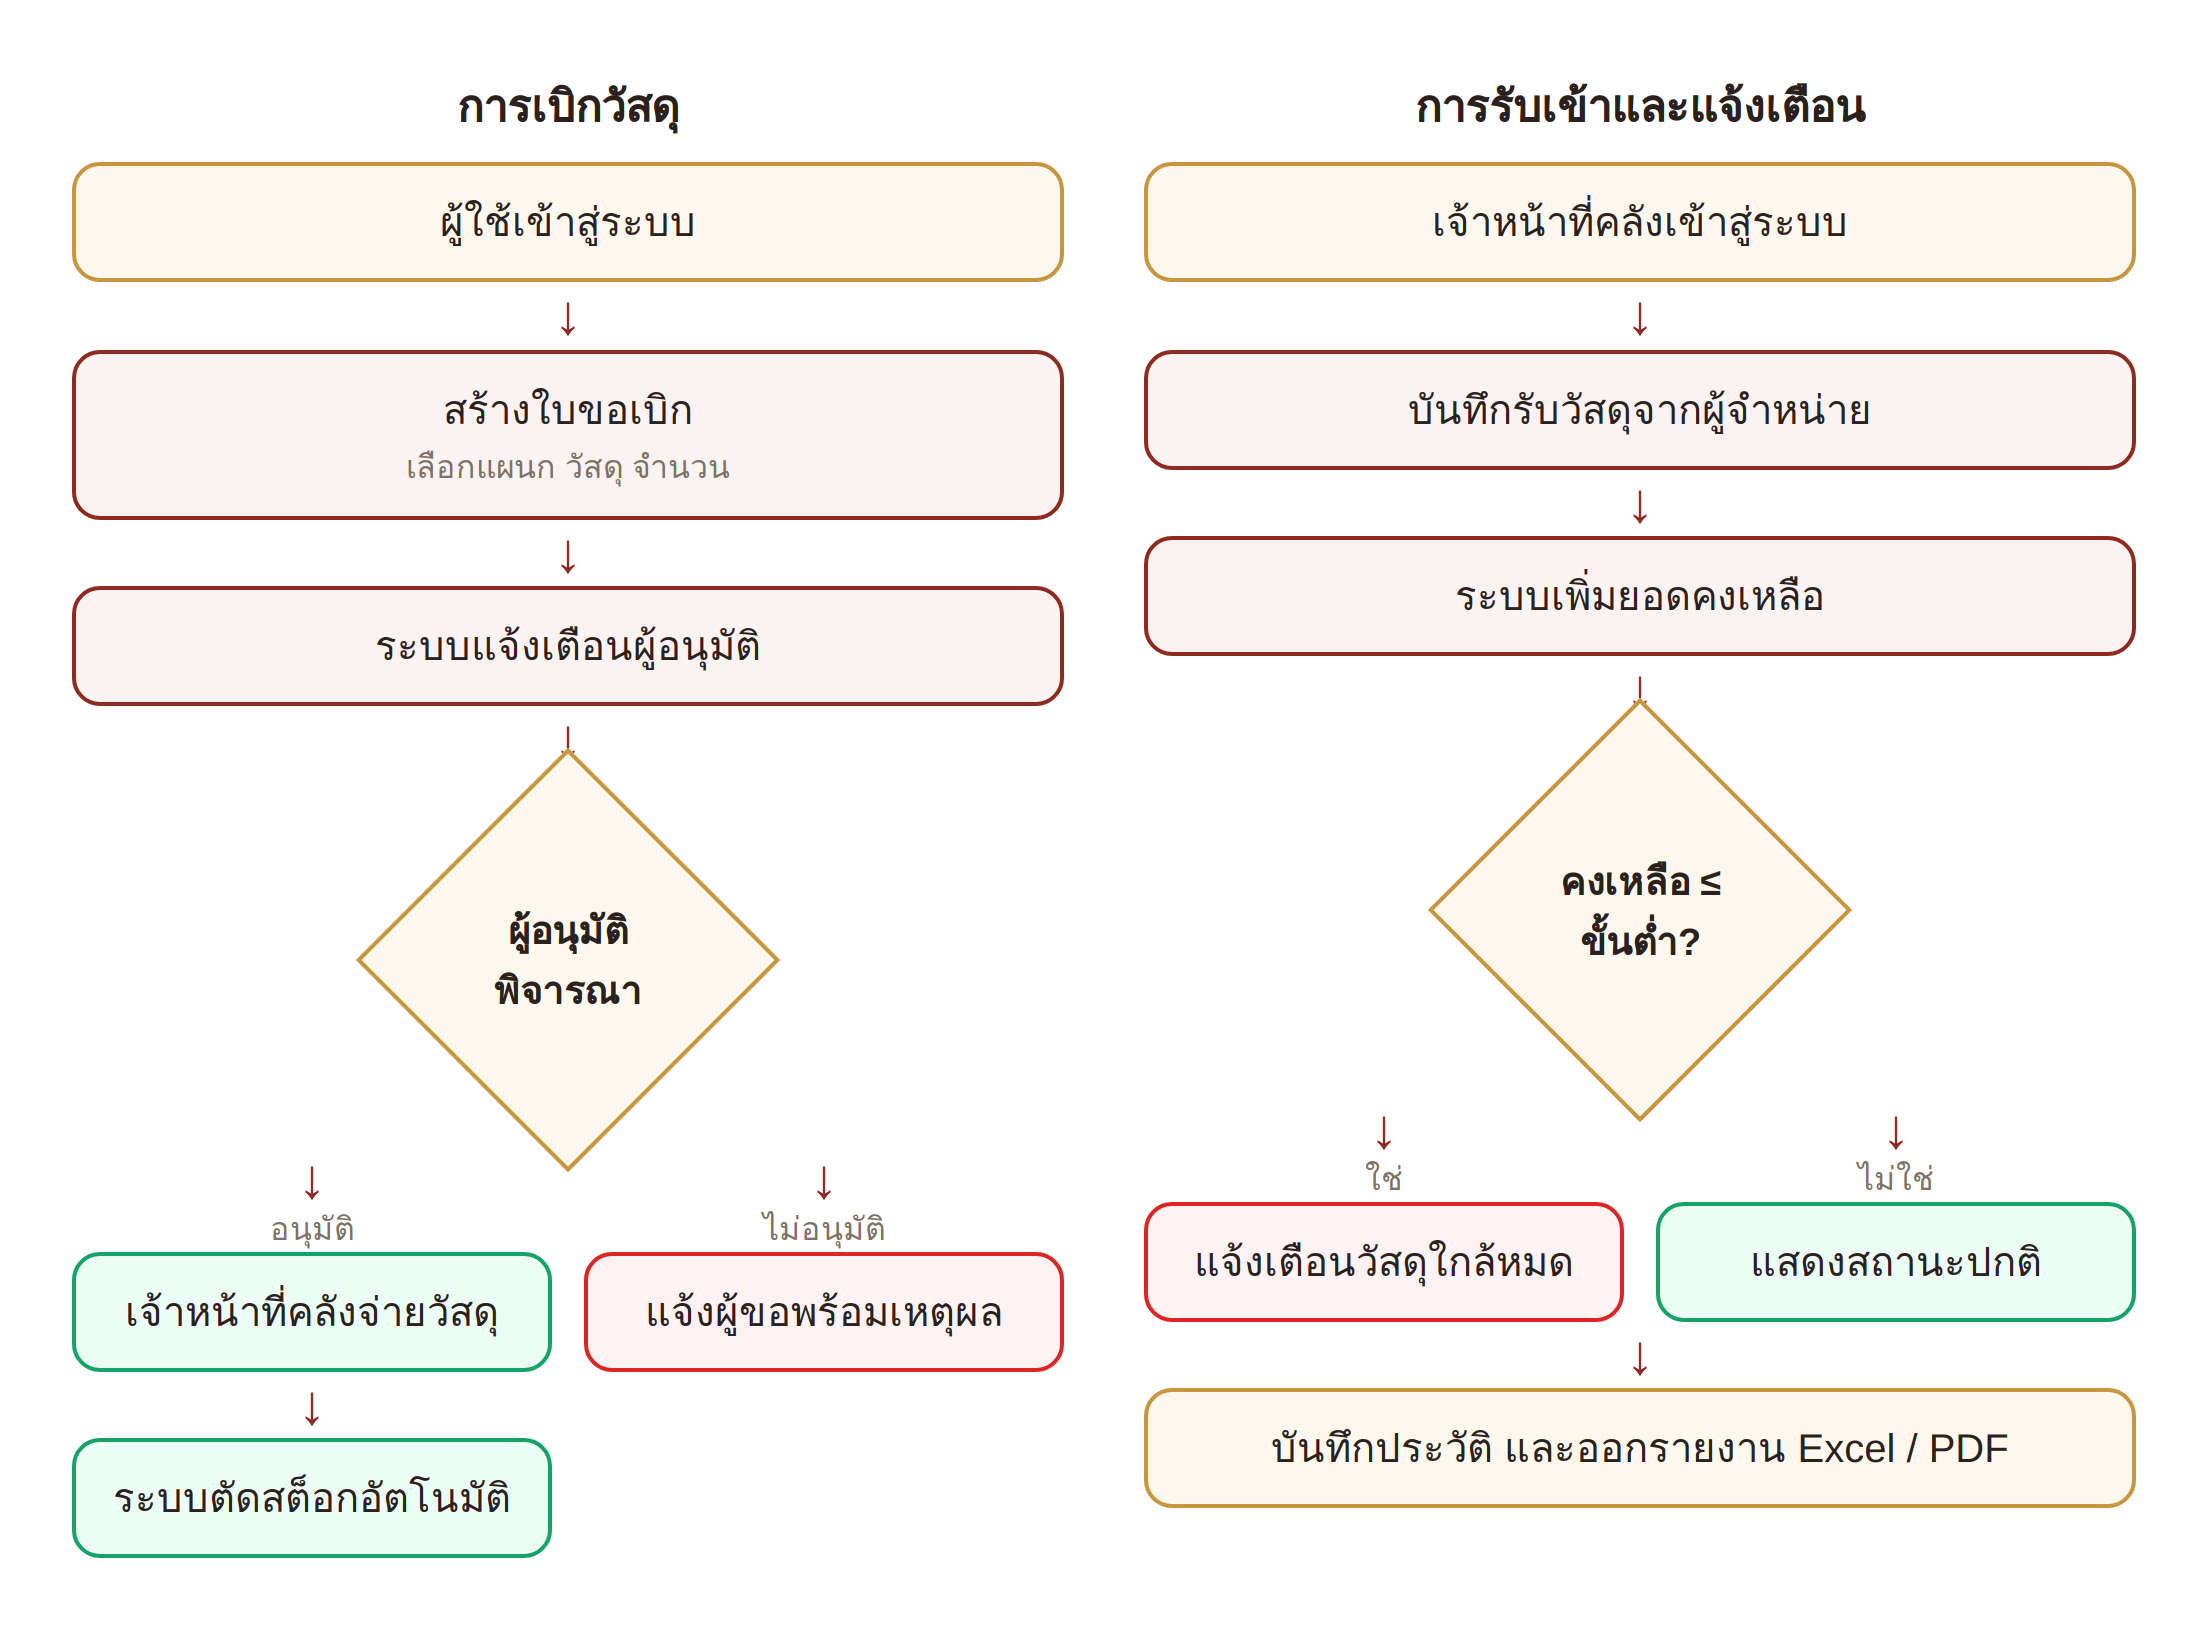 การเบิกวัสดุ
ผู้ใช้เข้าสู่ระบบ
↓
สร้างใบขอเบิก
เลือกแผนก วัสดุ จำนวน
↓
ระบบแจ้งเตือนผู้อนุมัติ
↓
ผู้อนุมัติ
พิจารณา
↓ ↓
อนุมัติ ไม่อนุมัติ
เจ้าหน้าที่คลังจ่ายวัสดุ แจ้งผู้ขอพร้อมเหตุผล
↓
ระบบตัดสต็อกอัตโนมัติ
การรับเข้าและแจ้งเตือน
เจ้าหน้าที่คลังเข้าสู่ระบบ
↓
บันทึกรับวัสดุจากผู้จำหน่าย
↓
ระบบเพิ่มยอดคงเหลือ
↓
คงเหลือ ≤
ขั้นต่ำ?
↓ ↓
ใช่ ไม่ใช่
แจ้งเตือนวัสดุใกล้หมด แสดงสถานะปกติ
↓
บันทึกประวัติ และออกรายงาน Excel / PDF